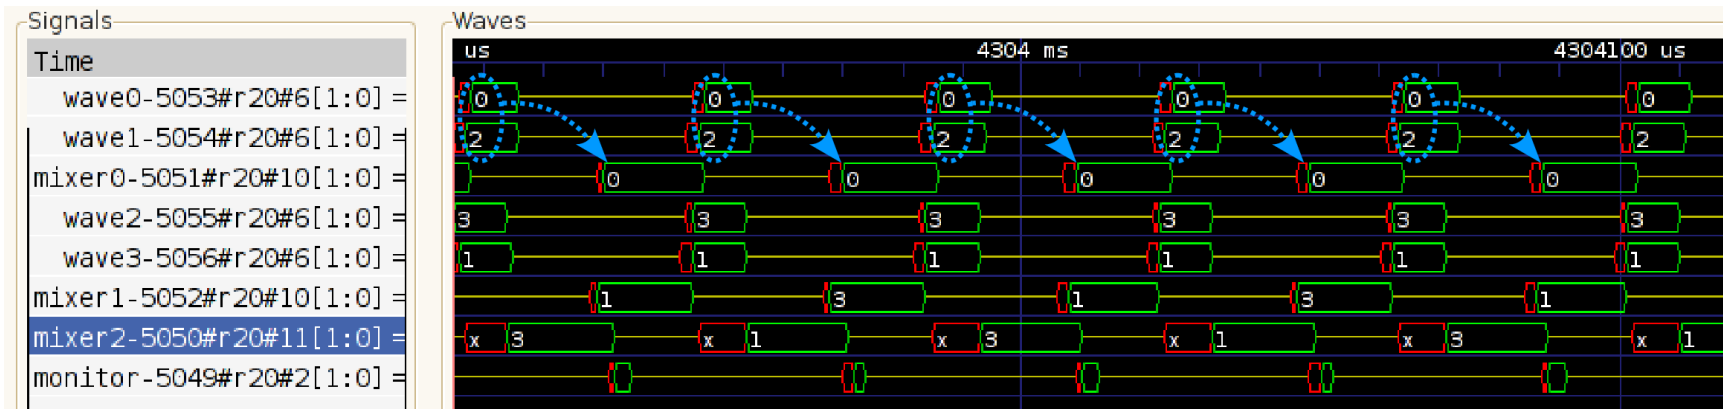 Signals
Waves
Time
us 4304 ms 4304100 us
wave0-5053#r20#6[1:0] = 0 0 0 0 0 0
wave1-5054#r20#6[1:0] = 2 2 2 2 2 2
mixer0-5051#r20#10[1:0] = 0 0 0 0 0
wave2-5055#r20#6[1:0] = 3 3 3 3 3 3
wave3-5056#r20#6[1:0] = 1 1 1 1 1 1
mixer1-5052#r20#10[1:0] = 1 3 1 3 1
mixer2-5050#r20#11[1:0] = x 3 x 1 x 3 x 1 x 3 x 1
monitor-5049#r20#2[1:0] =